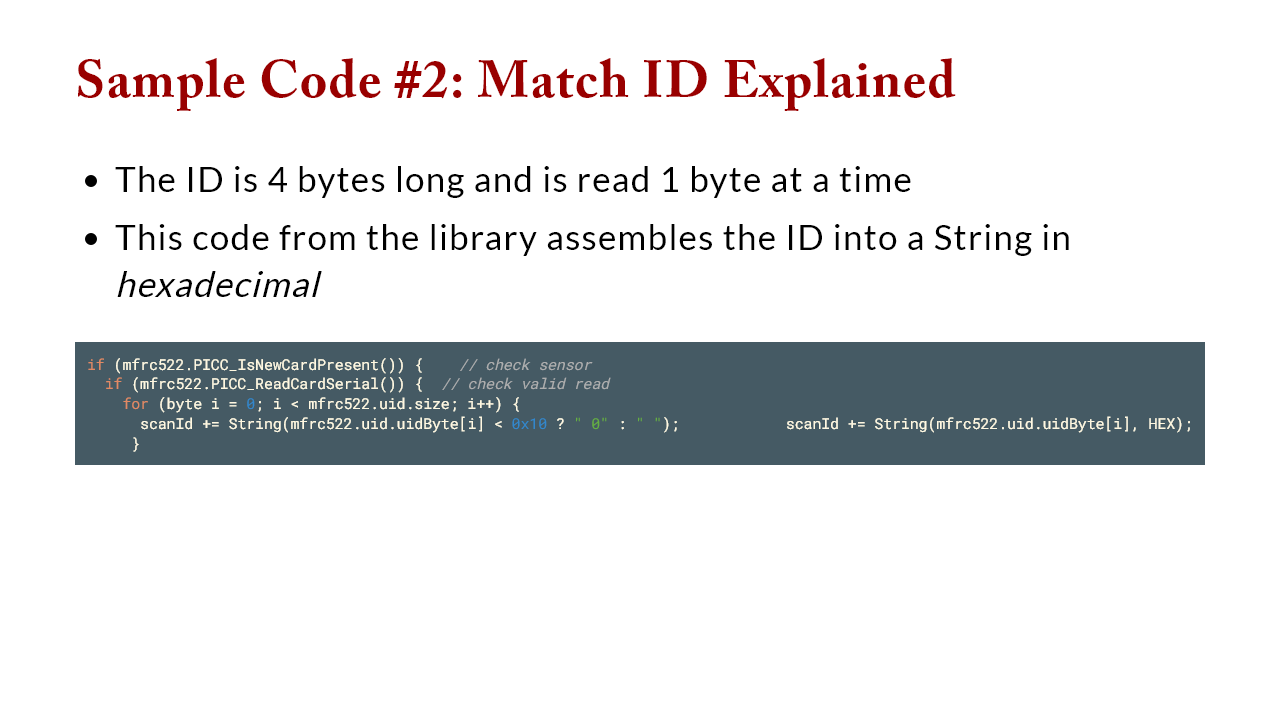 Sample Code #2: Match ID Explained
• The ID is 4 bytes long and is read 1 byte at a time
• This code from the library assembles the ID into a String in
hexadecimal
if (mfrc522.PICC_IsNewCardPresent()) {    // check sensor
  if (mfrc522.PICC_ReadCardSerial()) {  // check valid read
    for (byte i = 0; i < mfrc522.uid.size; i++) {
      scanId += String(mfrc522.uid.uidByte[i] < 0x10 ? " 0" : " ");            scanId += String(mfrc522.uid.uidByte[i], HEX);
     }